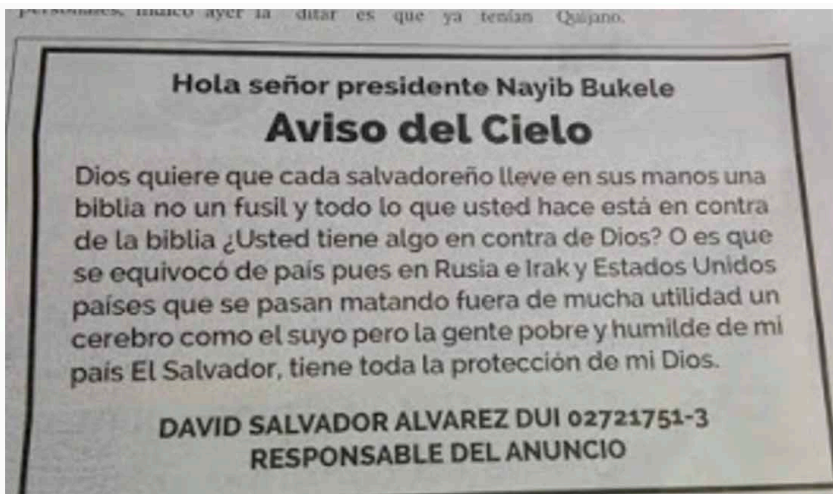 indicó ayer la ditar es que ya tenían Quijano.
Hola señor presidente Nayib Bukele
Aviso del Cielo
Dios quiere que cada salvadoreño lleve en sus manos una
biblia no un fusil y todo lo que usted hace está en contra
de la biblia ¿Usted tiene algo en contra de Dios? O es que
se equivocó de país pues en Rusia e Irak y Estados Unidos
países que se pasan matando fuera de mucha utilidad un
cerebro como el suyo pero la gente pobre y humilde de mi
país El Salvador, tiene toda la protección de mi Dios.
DAVID SALVADOR ALVAREZ DUI 02721751-3
RESPONSABLE DEL ANUNCIO